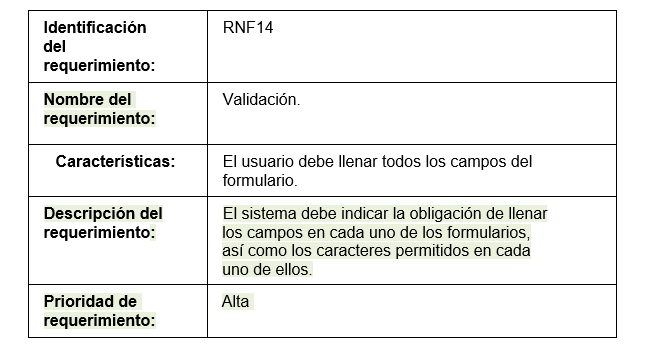 Identificación
del
requerimiento:
RNF14
Nombre del
requerimiento:
Validación.
Características:
El usuario debe llenar todos los campos del
formulario.
Descripción del
requerimiento:
El sistema debe indicar la obligación de llenar
los campos en cada uno de los formularios,
así como los caracteres permitidos en cada
uno de ellos.
Prioridad de
requerimiento:
Alta